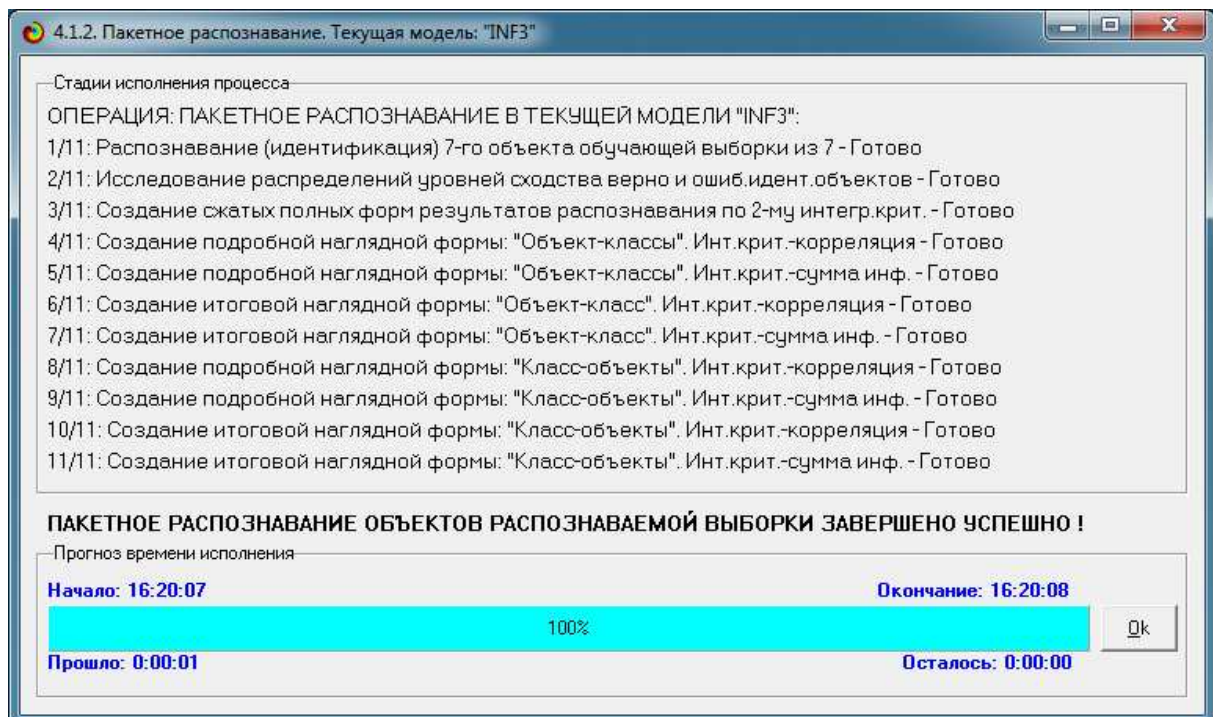 4.1.2. Пакетное распознавание. Текущая модель: "INF3"
Стадии исполнения процесса
ОПЕРАЦИЯ: ПАКЕТНОЕ РАСПОЗНАВАНИЕ В ТЕКУЩЕЙ МОДЕЛИ "INF3":
1/11: Распознавание (идентификация) 7-го объекта обучающей выборки из 7 - Готово
2/11: Исследование распределений уровней сходства верно и ошиб.идент.объектов - Готово
3/11: Создание сжатых полных форм результатов распознавания по 2-му интегр.крит. - Готово
4/11: Создание подробной наглядной формы: "Объект-классы". Инт.крит.-корреляция - Готово
5/11: Создание подробной наглядной формы: "Объект-классы". Инт.крит.-сумма инф. - Готово
6/11: Создание итоговой наглядной формы: "Объект-класс". Инт.крит.-корреляция - Готово
7/11: Создание итоговой наглядной формы: "Объект-класс". Инт.крит.-сумма инф. - Готово
8/11: Создание подробной наглядной формы: "Класс-объекты". Инт.крит.-корреляция - Готово
9/11: Создание подробной наглядной формы: "Класс-объекты". Инт.крит.-сумма инф. - Готово
10/11: Создание итоговой наглядной формы: "Класс-объекты". Инт.крит.-корреляция - Готово
11/11: Создание итоговой наглядной формы: "Класс-объекты". Инт.крит.-сумма инф. - Готово
ПАКЕТНОЕ РАСПОЗНАВАНИЕ ОБЪЕКТОВ РАСПОЗНАВАЕМОЙ ВЫБОРКИ ЗАВЕРШЕНО УСПЕШНО !
Прогноз времени исполнения
Начало: 16:20:07 Окончание: 16:20:08
100% Ok
Прошло: 0:00:01 Осталось: 0:00:00